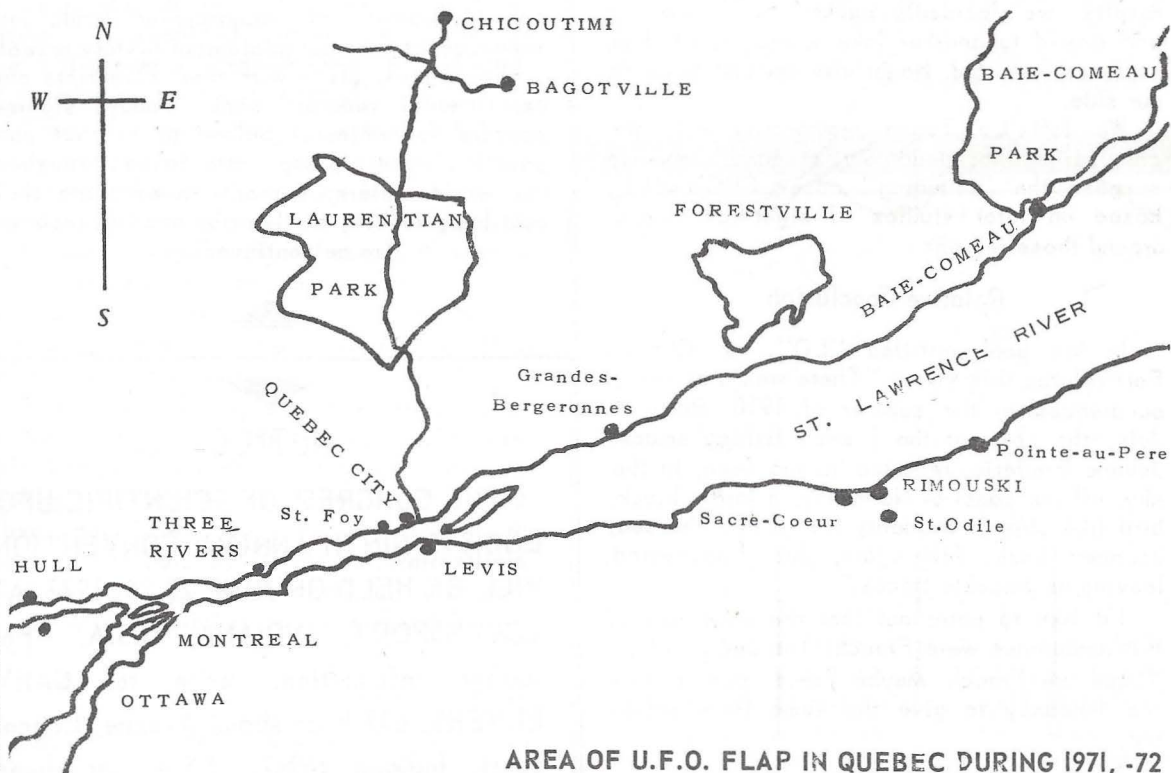 N
W E
S
CHICOUTIMI
BAGOTVILLE
BAIE-COMEAU
PARK
LAURENTIAN
PARK
FORESTVILLE
BAIE-COMEAU
ST. LAWRENCE RIVER
QUEBEC CITY
Grandes-
Bergeronnes
Pointe-au-Pere
RIMOUSKI
Sacre-Coeur
St.Odile
St. Foy
THREE
RIVERS
LEVIS
HULL
MONTREAL
OTTAWA
AREA OF U.F.O. FLAP IN QUEBEC DURING 1971, -72